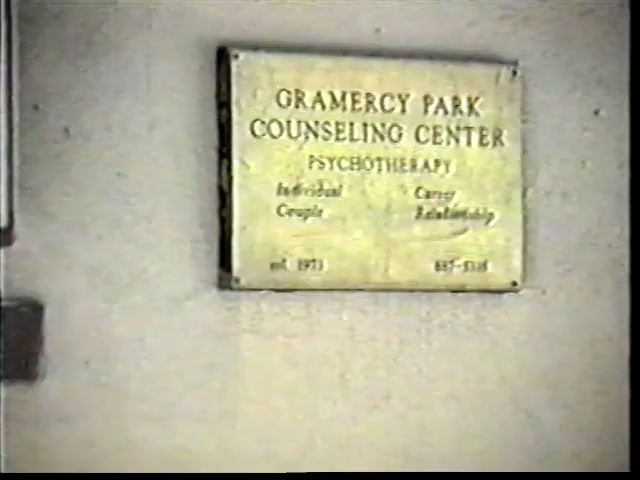 GRAMERCY PARK
COUNSELING CENTER
PSYCHOTHERAPY
Individual Career
Couple Relationship
est. 1973